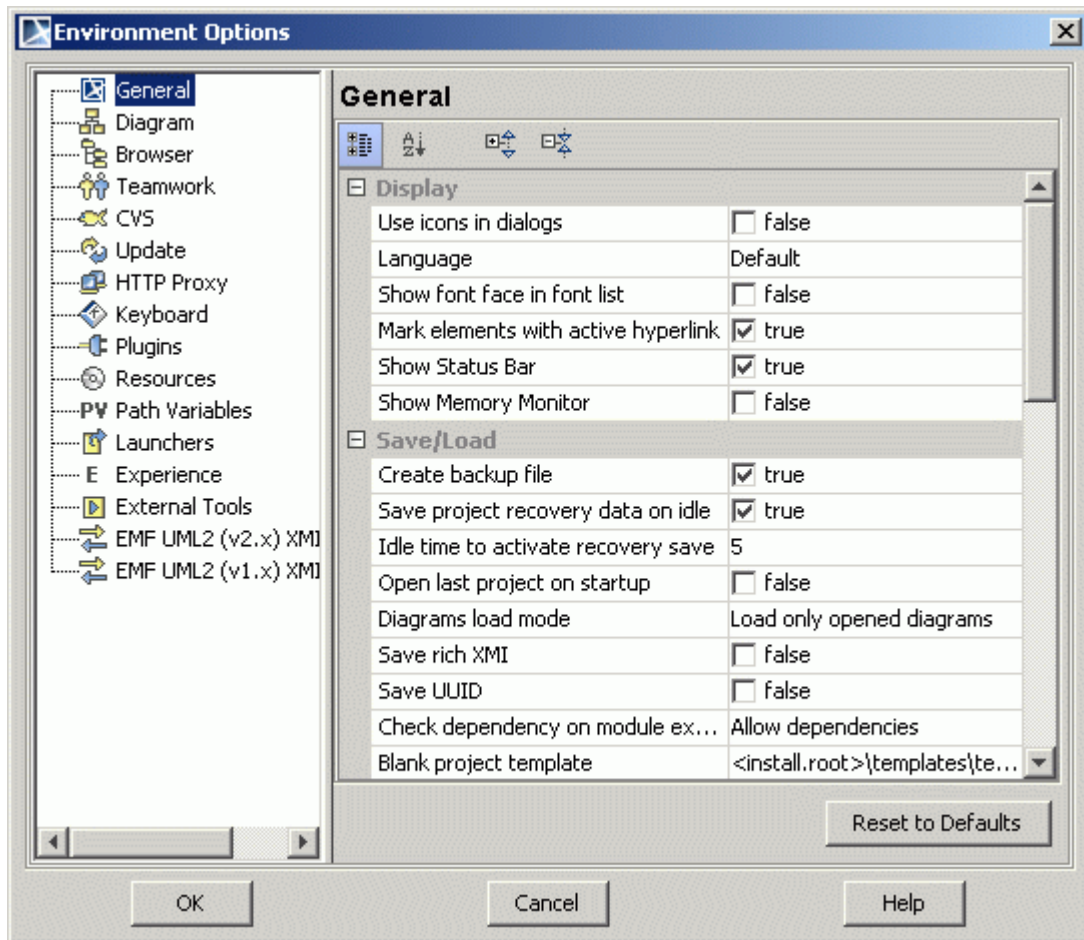 Environment Options
General
Diagram
Browser
Teamwork
CVS
Update
HTTP Proxy
Keyboard
Plugins
Resources
PV Path Variables
Launchers
E Experience
External Tools
EMF UML2 (v2.x) XMI
EMF UML2 (v1.x) XMI
General
Display
Use icons in dialogs false
Language Default
Show font face in font list false
Mark elements with active hyperlink true
Show Status Bar true
Show Memory Monitor false
Save/Load
Create backup file true
Save project recovery data on idle true
Idle time to activate recovery save 5
Open last project on startup false
Diagrams load mode Load only opened diagrams
Save rich XMI false
Save UUID false
Check dependency on module ex... Allow dependencies
Blank project template <install.root>\templates\te...
Reset to Defaults
OK Cancel Help